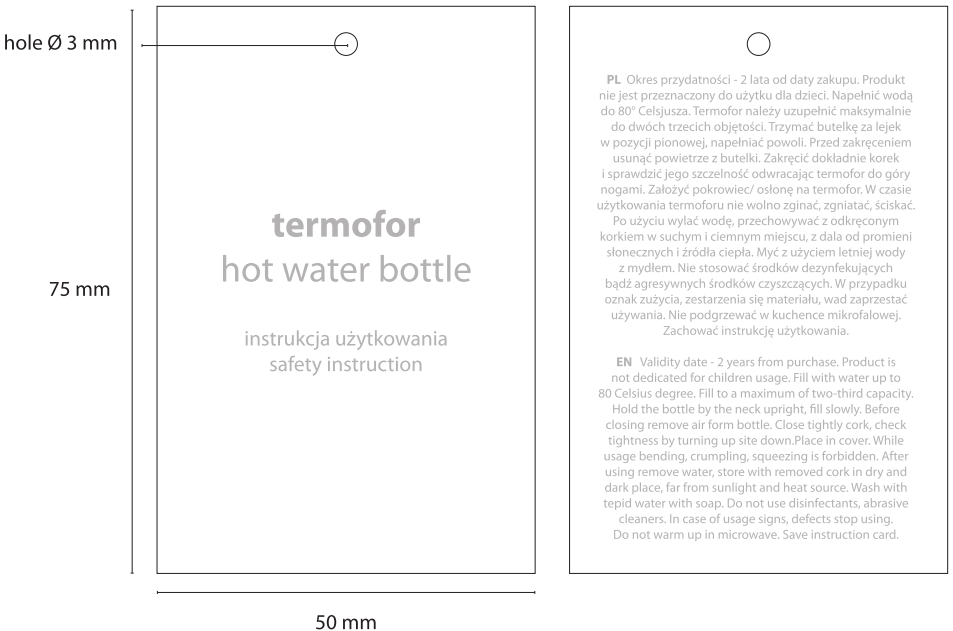 hole Ø 3 mm
termofor
hot water bottle
75 mm
instrukcja użytkowania
safety instruction
50 mm
PL Okres przydatności - 2 lata od daty zakupu. Produkt
nie jest przeznaczony do użytku dla dzieci. Napełnić wodą
do 80° Celsjusza. Termofor należy uzupełnić maksymalnie
do dwóch trzecich objętości. Trzymać butelkę za lejek
w pozycji pionowej, napełniać powoli. Przed zakręceniem
usunąć powietrze z butelki. Zakręcić dokładnie korek
i sprawdzić jego szczelność odwracając termofor do góry
nogami. Założyć pokrowiec/ osłonę na termofor. W czasie
użytkowania termoforu nie wolno zginać, zgniatać, ściskać.
Po użyciu wylać wodę, przechowywać z odkręconym
korkiem w suchym i ciemnym miejscu, z dala od promieni
słonecznych i źródła ciepła. Myć z użyciem letniej wody
z mydłem. Nie stosować środków dezynfekujących
bądź agresywnych środków czyszczących. W przypadku
oznak zużycia, zestarzenia się materiału, wad zaprzestać
używania. Nie podgrzewać w kuchence mikrofalowej.
Zachować instrukcję użytkowania.
EN Validity date - 2 years from purchase. Product is
not dedicated for children usage. Fill with water up to
80 Celsius degree. Fill to a maximum of two-third capacity.
Hold the bottle by the neck upright, fill slowly. Before
closing remove air form bottle. Close tightly cork, check
tightness by turning up site down.Place in cover. While
usage bending, crumpling, squeezing is forbidden. After
using remove water, store with removed cork in dry and
dark place, far from sunlight and heat source. Wash with
tepid water with soap. Do not use disinfectants, abrasive
cleaners. In case of usage signs, defects stop using.
Do not warm up in microwave. Save instruction card.